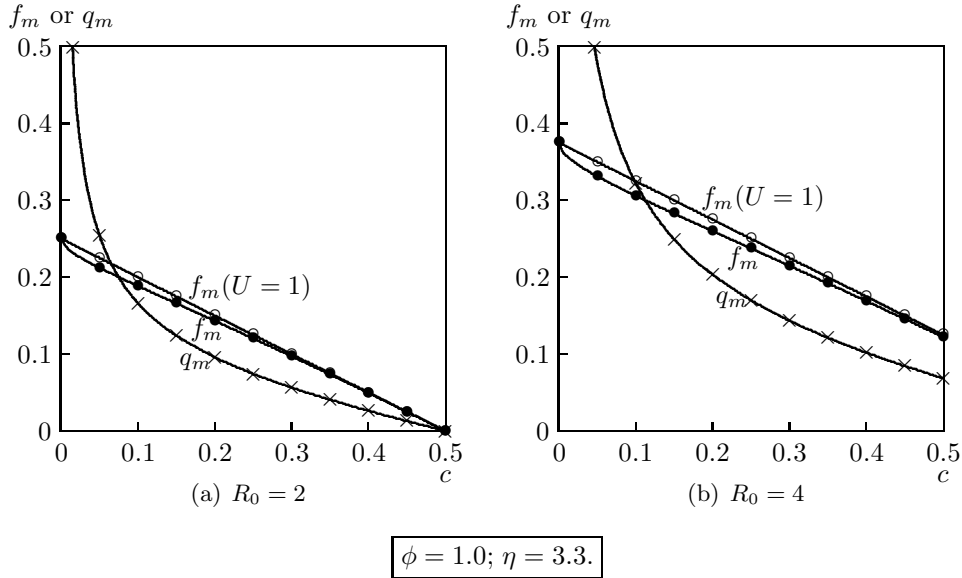 f_m or q_m
0.5
0.4
0.3
0.2
0.1
0
0
0.1
0.2
0.3
0.4
0.5
c
f_m(U = 1)
f_m
q_m
(a) R_0 = 2
f_m or q_m
0.5
0.4
0.3
0.2
0.1
0
0
0.1
0.2
0.3
0.4
0.5
c
f_m(U = 1)
f_m
q_m
(b) R_0 = 4
ϕ = 1.0; η = 3.3.